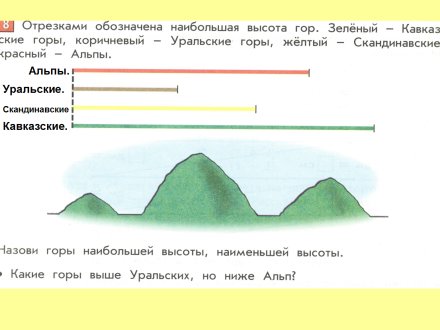 8 Отрезками обозначена наибольшая высота гор. Зелёный – Кавказ
ские горы, коричневый – Уральские горы, жёлтый – Скандинавские
красный – Альпы.
Альпы.
Уральские.
Скандинавские
Кавказские.
Назови горы наибольшей высоты, наименьшей высоты.
• Какие горы выше Уральских, но ниже Альп?